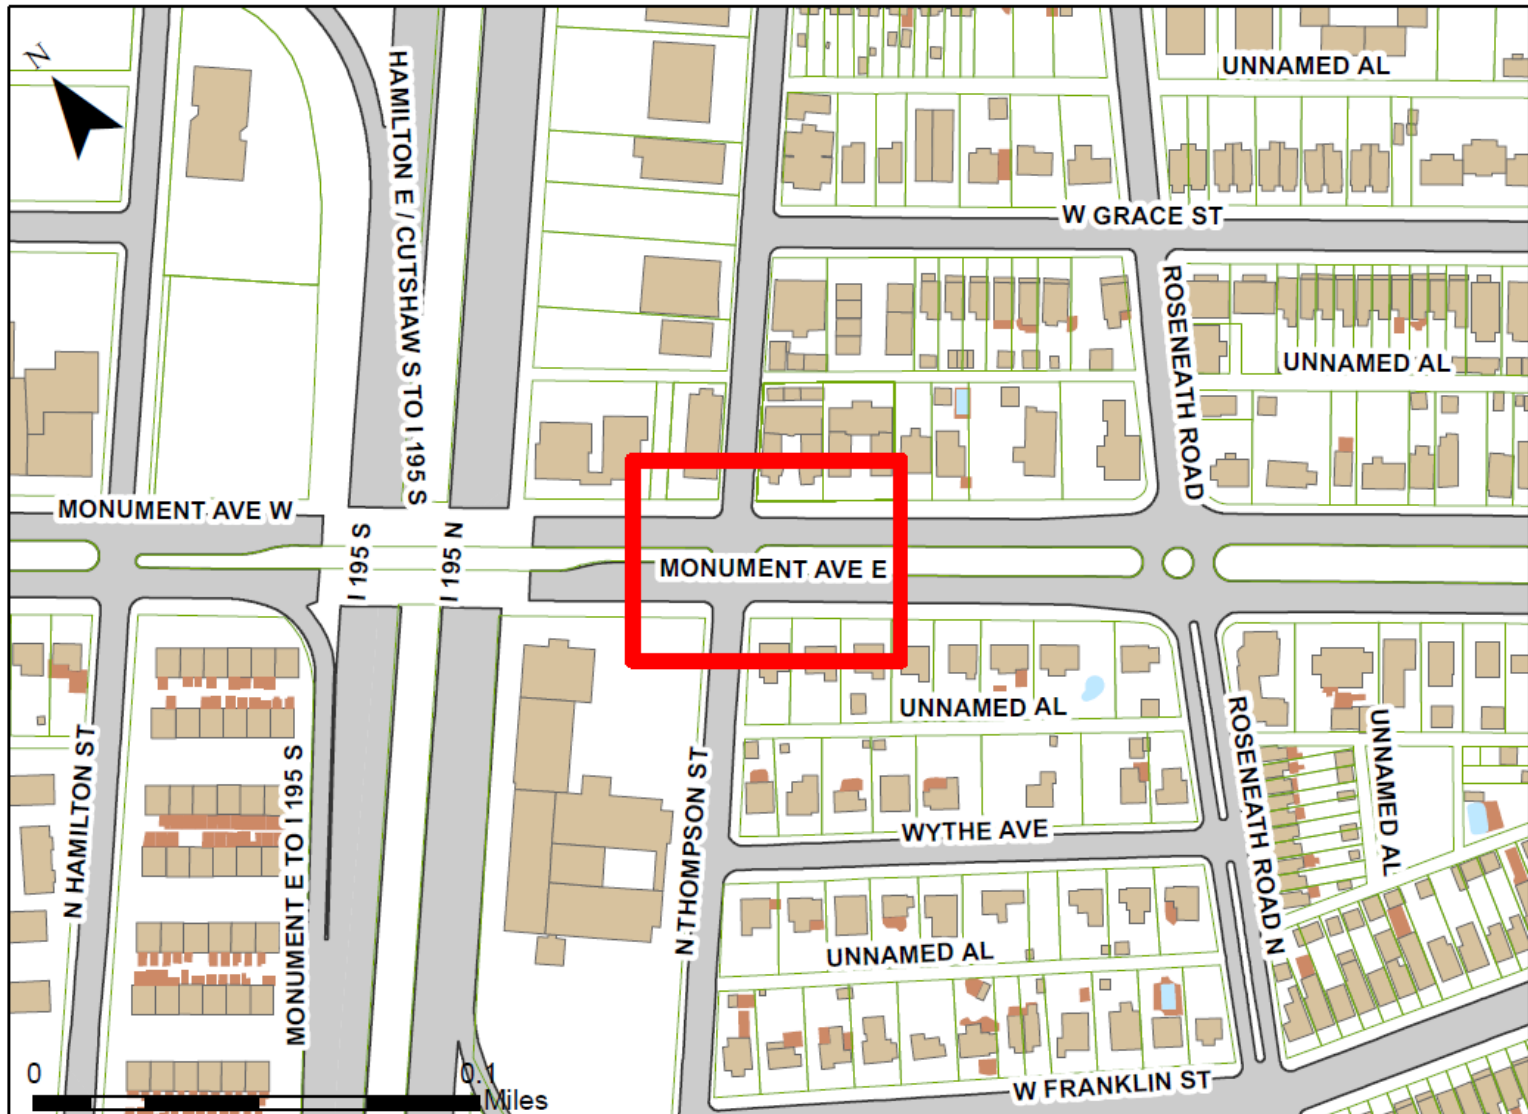 N
UNNAMED AL
HAMILTON E / CUTSHAW S TO I 195 S
W GRACE ST
ROSENEATH ROAD
UNNAMED AL
MONUMENT AVE W
I 195 S
I 195 N
MONUMENT AVE E
UNNAMED AL
N HAMILTON ST
MONUMENT E TO I 195 S
N THOMPSON ST
ROSENEATH ROAD N
UNNAMED AL
WYTHE AVE
UNNAMED AL
W FRANKLIN ST
0
0.1
Miles